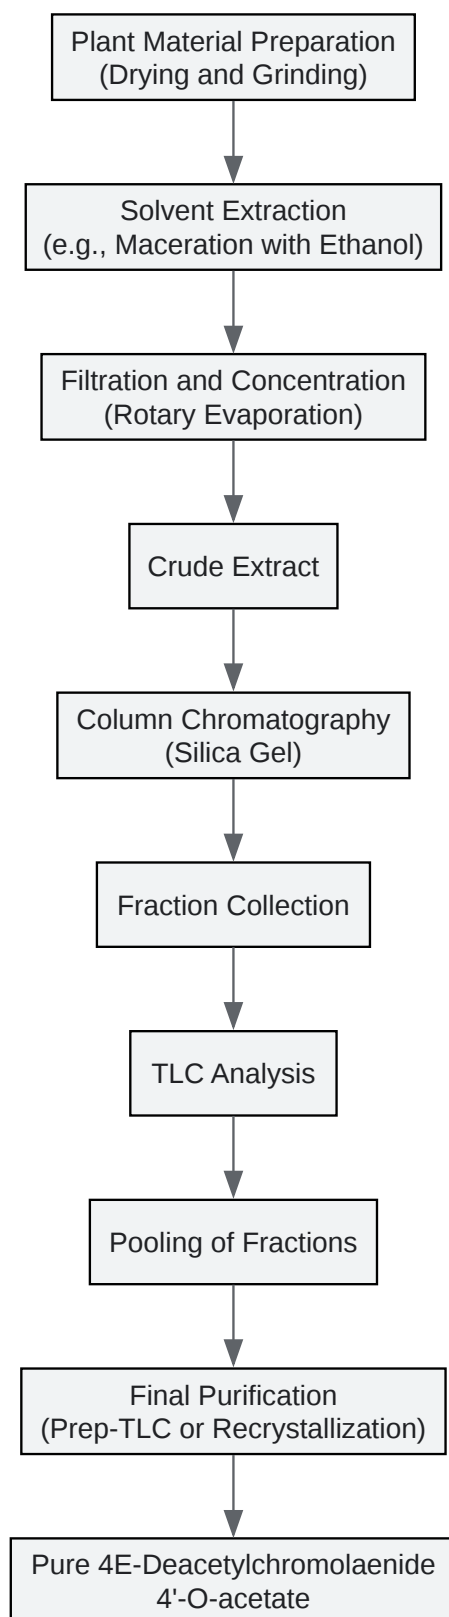 Plant Material Preparation
(Drying and Grinding)
Solvent Extraction
(e.g., Maceration with Ethanol)
Filtration and Concentration
(Rotary Evaporation)
Crude Extract
Column Chromatography
(Silica Gel)
Fraction Collection
TLC Analysis
Pooling of Fractions
Final Purification
(Prep-TLC or Recrystallization)
Pure 4E-Deacetylchromolaenide
4'-O-acetate